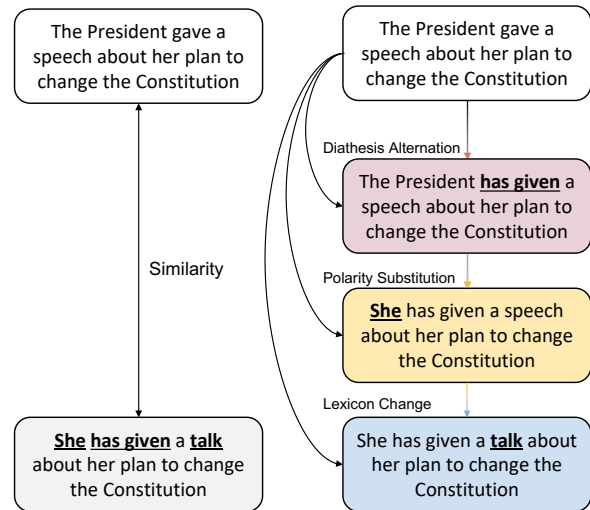 The President gave a
speech about her plan to
change the Constitution
Similarity
She has given a talk
about her plan to change
the Constitution
The President gave a
speech about her plan to
change the Constitution
Diathesis Alternation
The President has given a
speech about her plan to
change the Constitution
Polarity Substitution
She has given a speech
about her plan to change
the Constitution
Lexicon Change
She has given a talk about
her plan to change the
Constitution